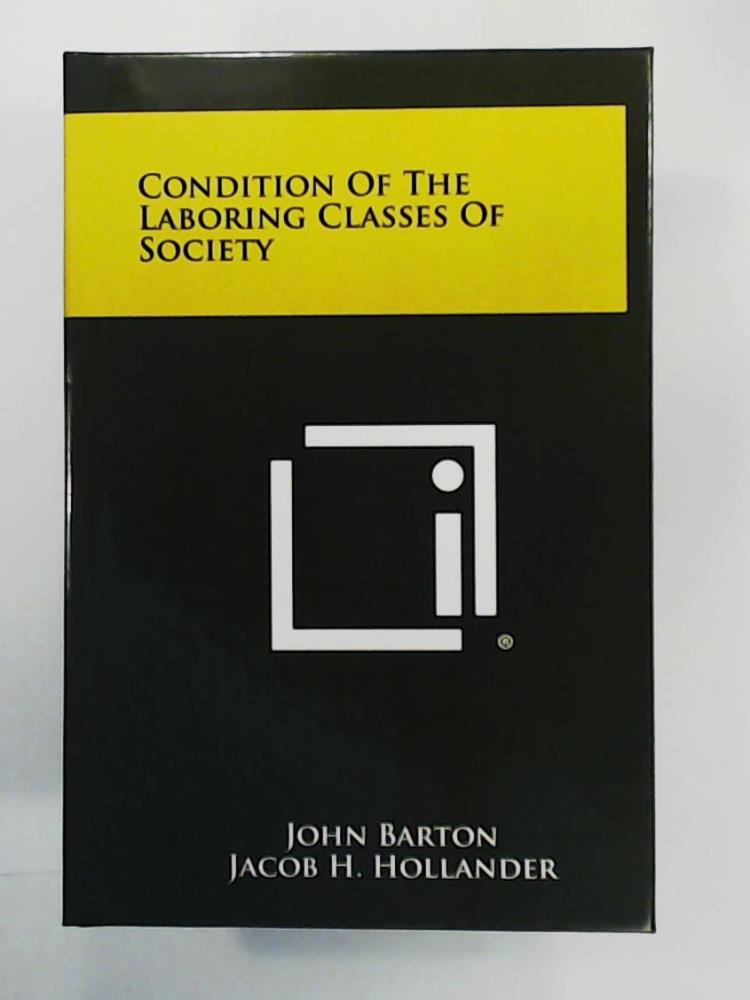 Condition Of The
Laboring Classes Of
Society
i
®
John Barton
Jacob H. Hollander